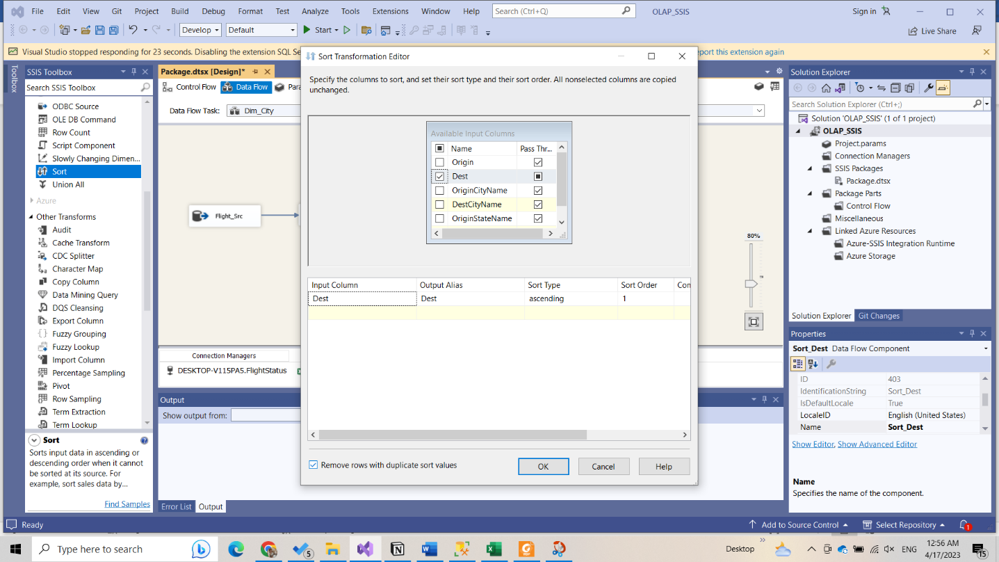 File Edit View Git Project Build Debug Format Test Analyze Tools Extensions Window Help Search (Ctrl+Q) OLAP_SSIS Sign in
Develop Default Start Live Share
Visual Studio stopped responding for 23 seconds. Disabling the extension SQL Se
port this extension again
Toolbox
SSIS Toolbox
Search SSIS Toolbox
ODBC Source
OLE DB Command
Row Count
Script Component
Slowly Changing Dimen...
Sort
Union All
Azure
Other Transforms
Audit
Cache Transform
CDC Splitter
Character Map
Copy Column
Data Mining Query
DQS Cleansing
Export Column
Fuzzy Grouping
Fuzzy Lookup
Import Column
Percentage Sampling
Pivot
Row Sampling
Term Extraction
Term Lookup
Sort
Sorts input data in ascending or
descending order when it cannot
be sorted at its source. For
example, sort sales data by...
Find Samples
Package.dtsx [Design]*
Control Flow Data Flow Para
Data Flow Task: Dim_City
Flight_Src
80%
Connection Managers
DESKTOP-V115PA5.FlightStatus
Output
Show output from:
Error List Output
Sort Transformation Editor
Specify the columns to sort, and set their sort type and their sort order. All nonselected columns are copied
unchanged.
Available Input Columns
Name Pass Thr...
Origin
Dest
OriginCityName
DestCityName
OriginStateName
Input Column Output Alias Sort Type Sort Order Con
Dest Dest ascending 1
Remove rows with duplicate sort values
OK Cancel Help
Solution Explorer
Search Solution Explorer (Ctrl+;)
Solution 'OLAP_SSIS' (1 of 1 project)
OLAP_SSIS
Project.params
Connection Managers
SSIS Packages
Package.dtsx
Package Parts
Control Flow
Miscellaneous
Linked Azure Resources
Azure-SSIS Integration Runtime
Azure Storage
Solution Explorer Git Changes
Properties
Sort_Dest Data Flow Component
ID 403
IdentificationString Sort_Dest
IsDefaultLocale True
LocaleID English (United States)
Name Sort_Dest
Show Editor, Show Advanced Editor
Name
Specifies the name of the component.
Ready Add to Source Control Select Repository 1
Type here to search 5 Desktop ENG 12:56 AM
4/17/2023 15